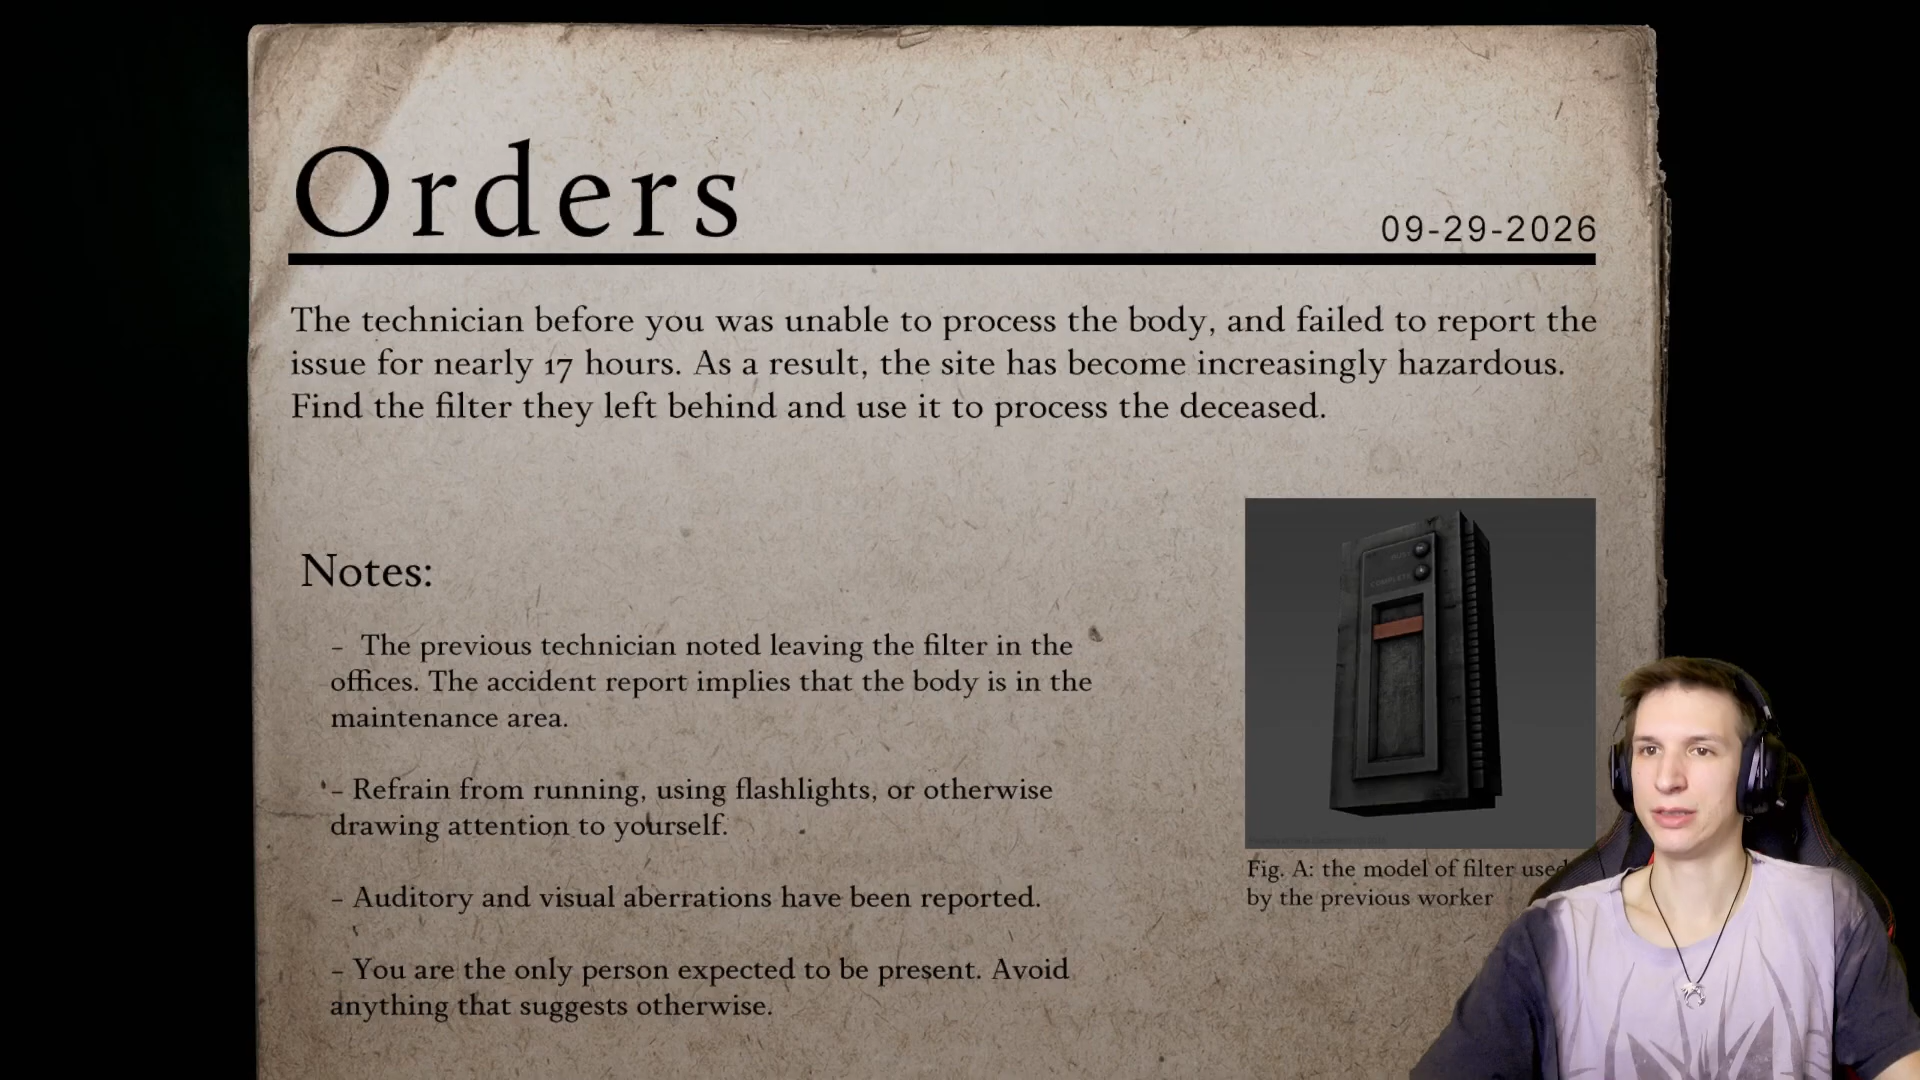 Orders
09-29-2026
The technician before you was unable to process the body, and failed to report the
issue for nearly 17 hours. As a result, the site has become increasingly hazardous.
Find the filter they left behind and use it to process the deceased.
Notes:
– The previous technician noted leaving the filter in the
offices. The accident report implies that the body is in the
maintenance area.
– Refrain from running, using flashlights, or otherwise
drawing attention to yourself.
– Auditory and visual aberrations have been reported.
– You are the only person expected to be present. Avoid
anything that suggests otherwise.
COMPLETE
Fig. A: the model of filter used
by the previous worker